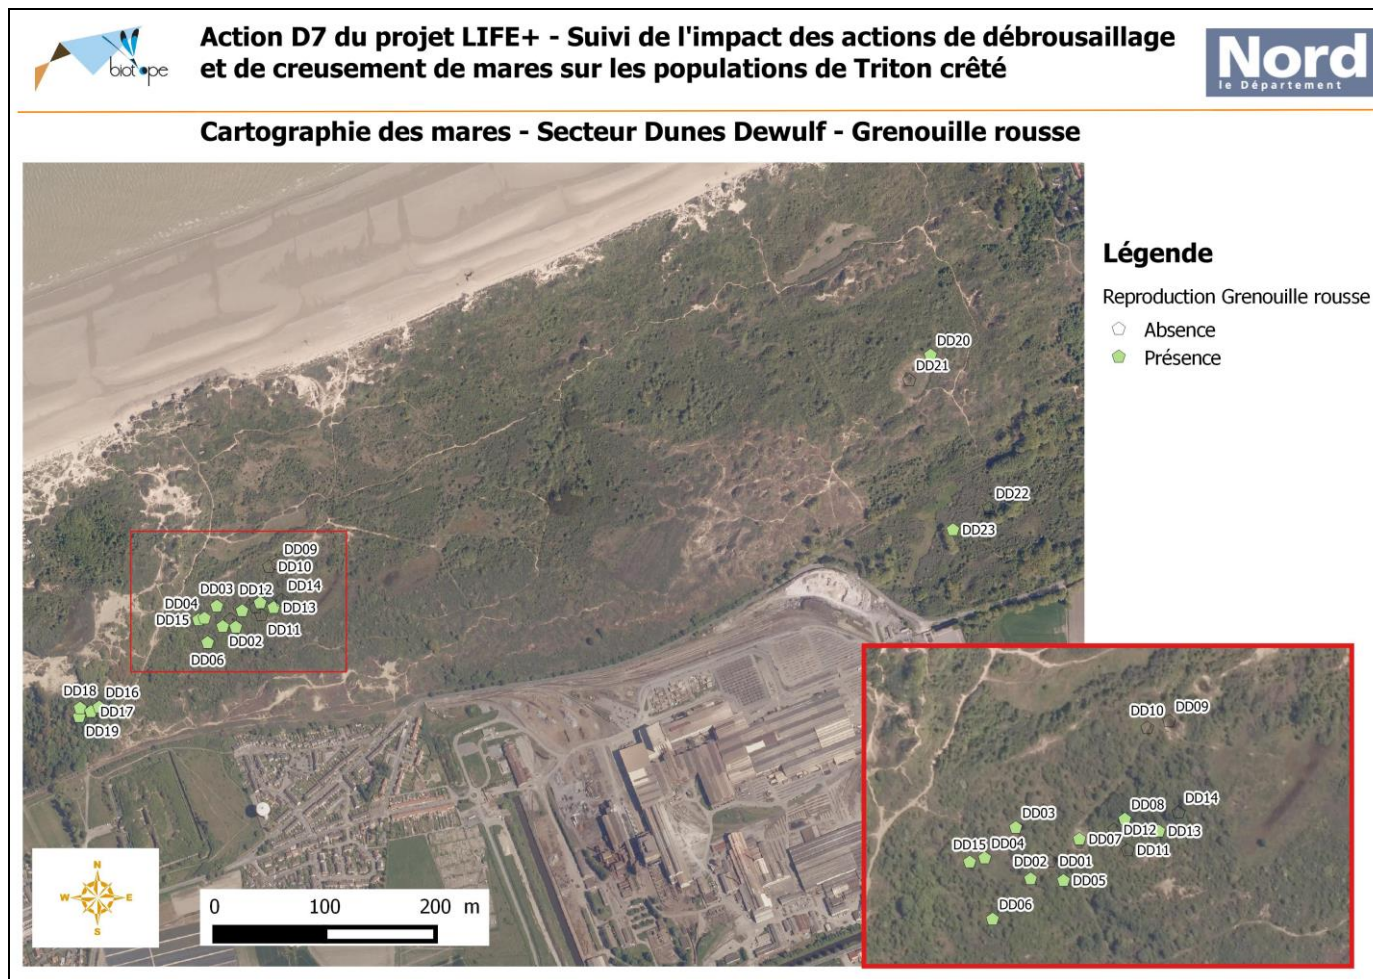 biotope
Action D7 du projet LIFE+ - Suivi de l'impact des actions de débrousaillage
et de creusement de mares sur les populations de Triton crêté
Nord
le Département
Cartographie des mares - Secteur Dunes Dewulf - Grenouille rousse
Légende
Reproduction Grenouille rousse
Absence
Présence
DD20
DD21
DD22
DD23
DD09
DD10
DD03
DD12
DD14
DD04
DD13
DD15
DD11
DD02
DD06
DD18
DD16
DD17
DD19
DD10
DD09
DD14
DD08
DD03
DD12
DD13
DD07
DD15
DD04
DD02
DD01
DD11
DD05
DD06
N
W
E
S
0 100 200 m